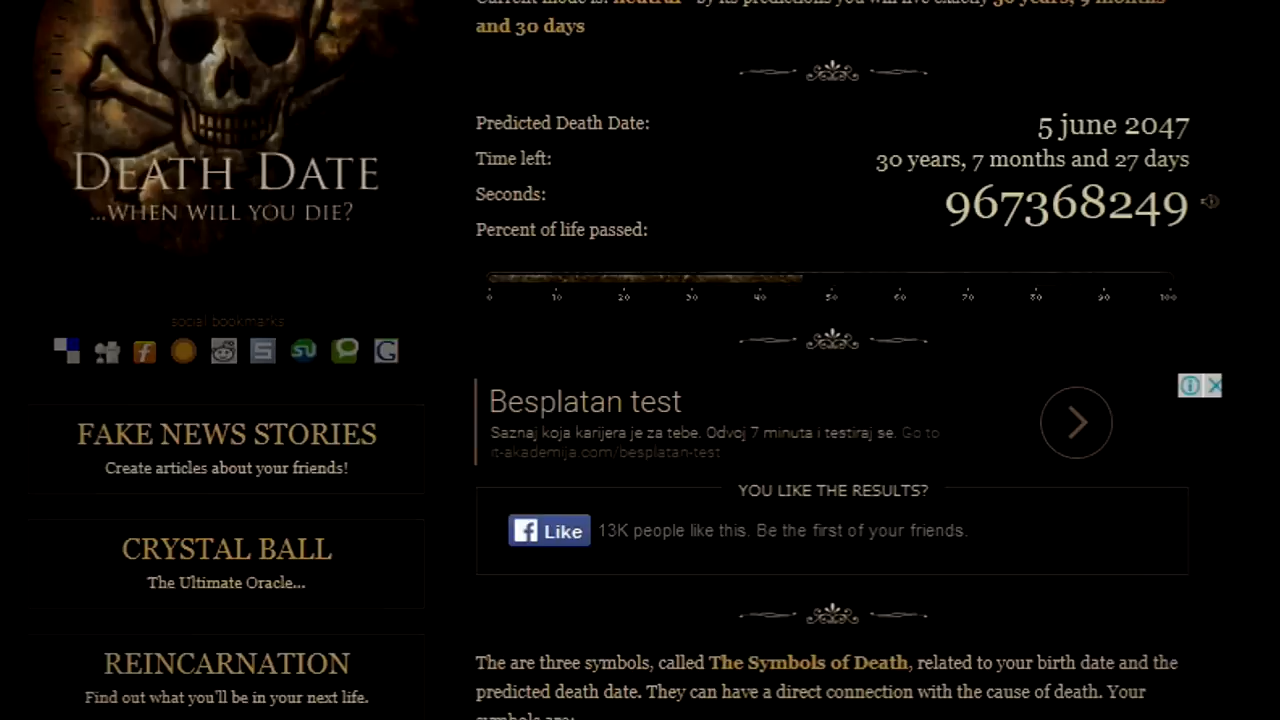 and 30 days
Predicted Death Date:
5 june 2047
Time left:
30 years, 7 months and 27 days
Seconds:
967368249
Percent of life passed:
0 10 20 30 40 50 60 70 80 90 100
DEATH DATE
...WHEN WILL YOU DIE?
social bookmarks
FAKE NEWS STORIES
Create articles about your friends!
CRYSTAL BALL
The Ultimate Oracle...
REINCARNATION
Find out what you'll be in your next life.
Besplatan test
Saznaj koja karijera je za tebe. Odvoj 7 minuta i testiraj se. Go to
it-akademija.com/besplatan-test
YOU LIKE THE RESULTS?
Like
13K people like this. Be the first of your friends.
The are three symbols, called The Symbols of Death, related to your birth date and the
predicted death date. They can have a direct connection with the cause of death. Your